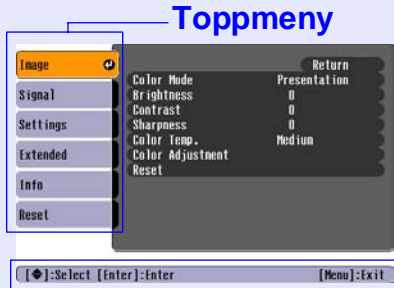 Toppmeny
Image
Signal
Settings
Extended
Info
Reset
Return
Color Mode Presentation
Brightness 0
Contrast 0
Sharpness 0
Color Temp. Medium
Color Adjustment
Reset
[◆]:Select [Enter]:Enter [Menu]:Exit